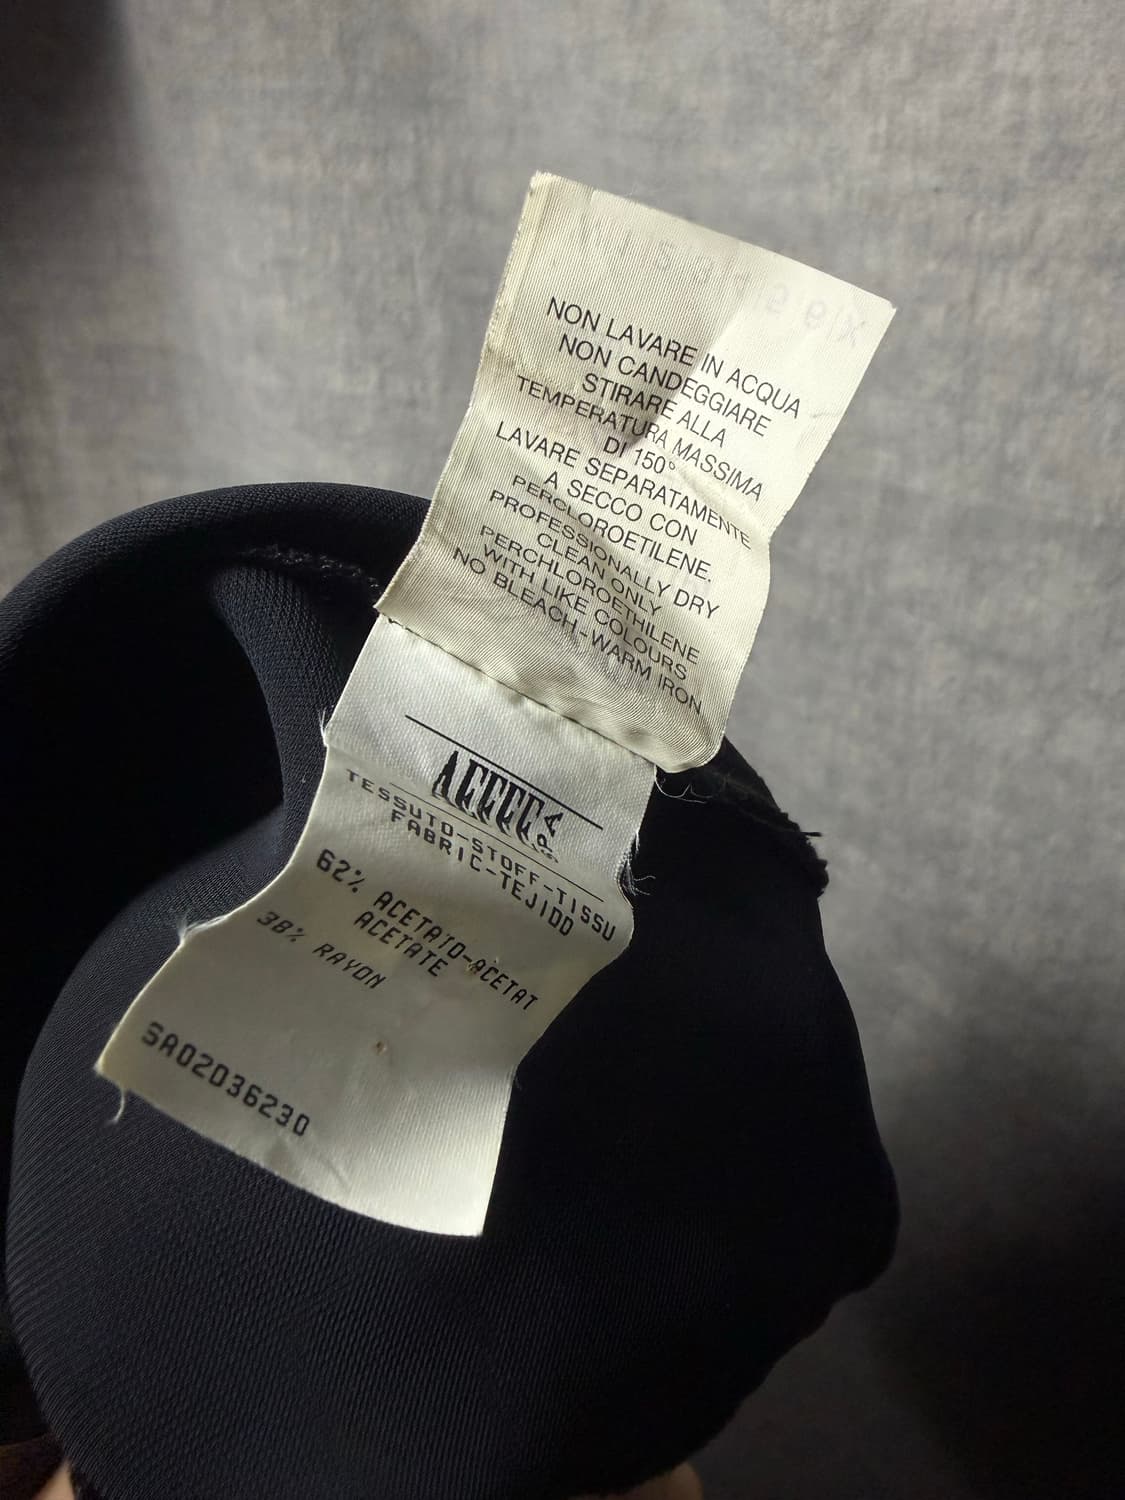 NON LAVARE IN ACQUA
NON CANDEGGIARE
STIRARE ALLA
TEMPERATURA MASSIMA
DI 150°
LAVARE SEPARATAMENTE
A SECCO CON
PERCLOROETILENE.
PROFESSIONALLY DRY
CLEAN ONLY
PERCHLOROETHILENE
WITH LIKE COLOURS
NO BLEACH-WARM IRON
TESSUTO-STOFF-TISSU
FABRIC-TEJIDO
62% ACETATO-ACETAT
ACETATE
38% RAYON
SA02036230